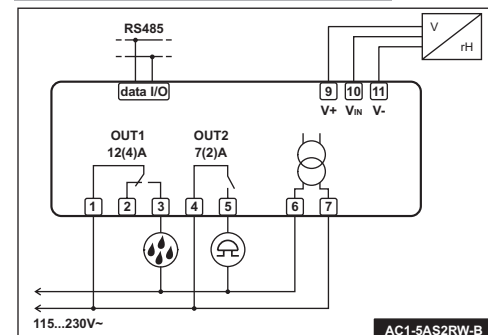 RS485
V
rH
data I/O
9 10 11
V+ VIN V-
OUT1 OUT2
12(4)A 7(2)A
1 2 3 4 5 6 7
115...230V~
AC1-5AS2RW-B